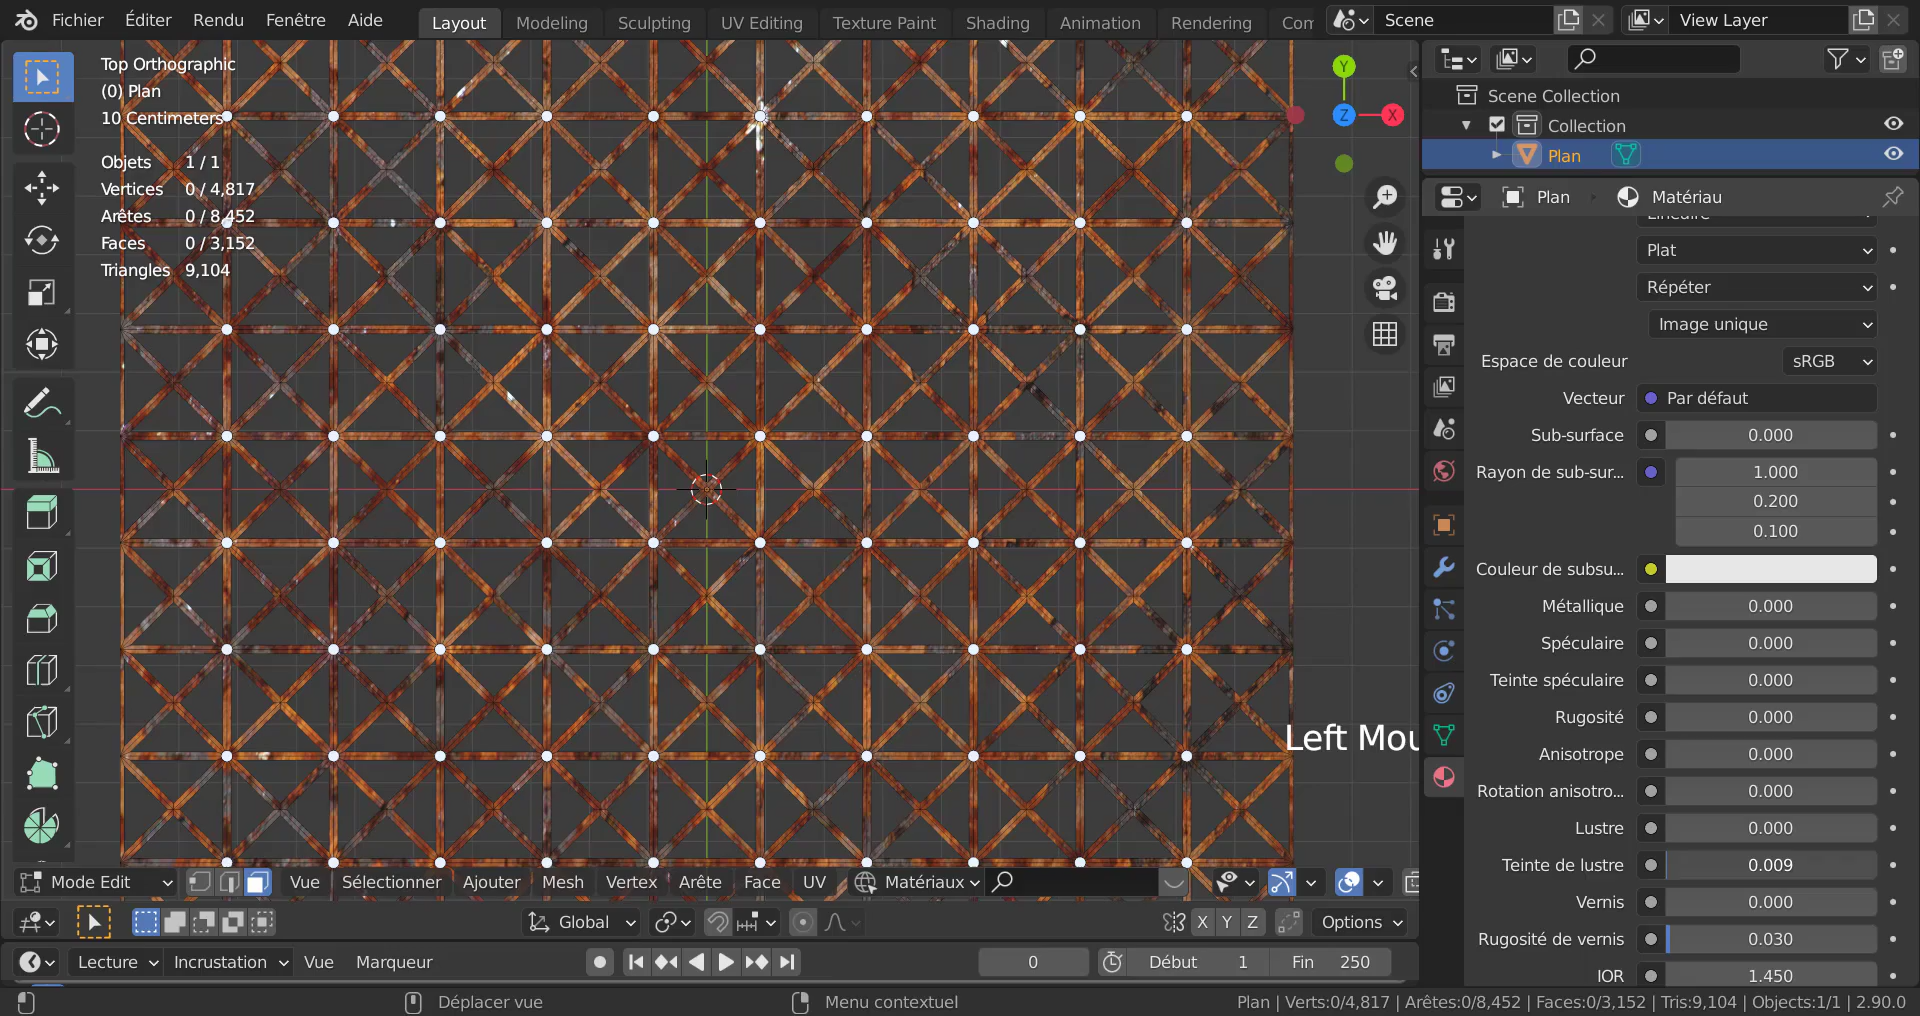 Fichier Éditer Rendu Fenêtre Aide Layout Modeling Sculpting UV Editing Texture Paint Shading Animation Rendering Com Scene View Layer
Top Orthographic
(0) Plan
10 Centimeters
Objets 1 / 1
Vertices 0 / 4,817
Arêtes 0 / 8,452
Faces 0 / 3,152
Triangles 9,104
Y
Z
X
Left Mou
Scene Collection
Collection
Plan
Plan Matériau
Linéaire
Plat
Répéter
Image unique
Espace de couleur sRGB
Vecteur Par défaut
Sub-surface 0.000
Rayon de sub-sur... 1.000
0.200
0.100
Couleur de subsu...
Métallique 0.000
Spéculaire 0.000
Teinte spéculaire 0.000
Rugosité 0.000
Anisotrope 0.000
Rotation anisotro... 0.000
Lustre 0.000
Teinte de lustre 0.009
Vernis 0.000
Rugosité de vernis 0.030
IOR 1.450
Mode Edit Vue Sélectionner Ajouter Mesh Vertex Arête Face UV Matériaux
Global X Y Z Options
Lecture Incrustation Vue Marqueur 0 Début 1 Fin 250
Déplacer vue Menu contextuel Plan | Verts:0/4,817 | Arêtes:0/8,452 | Faces:0/3,152 | Tris:9,104 | Objects:1/1 | 2.90.0